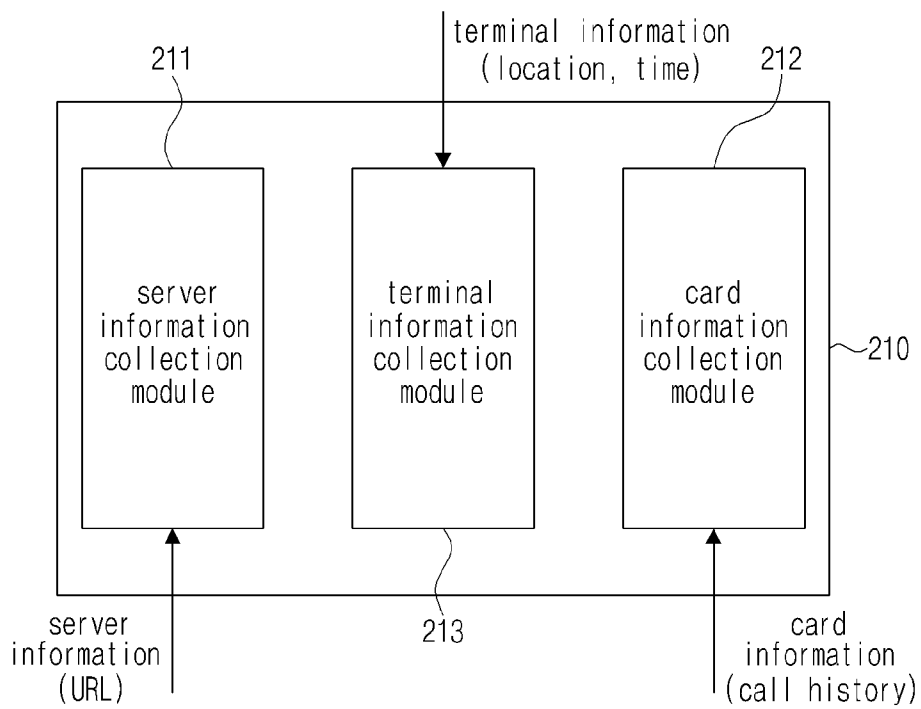 terminal information
(location, time)
211
212
server
information
collection
module
terminal
information
collection
module
card
information
collection
module
210
213
server
information
(URL)
card
information
(call history)